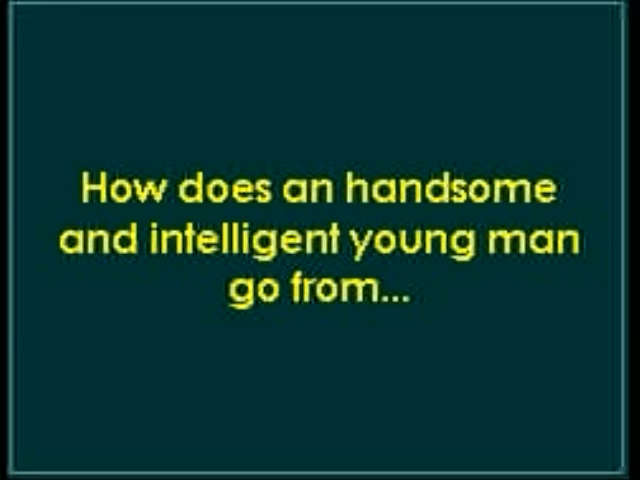 How does an handsome
and intelligent young man
go from...